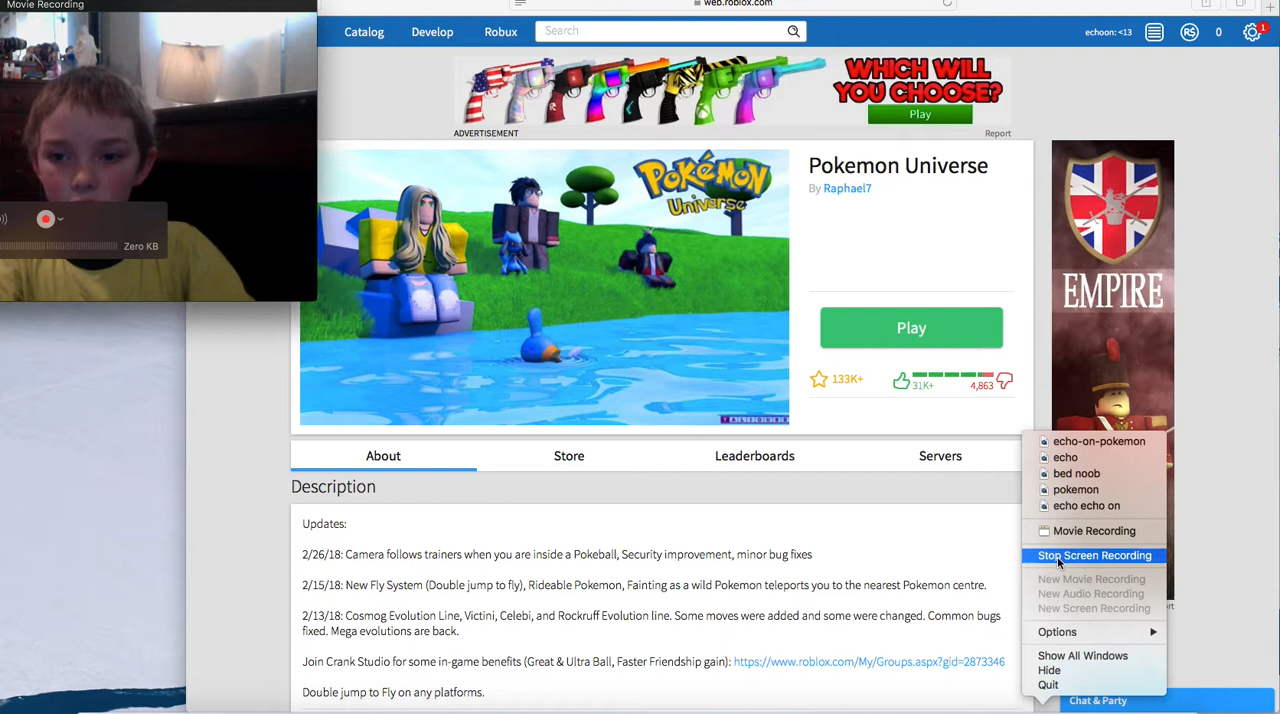 Movie Recording
web.roblox.com
Catalog Develop Robux Search echoon: <13 R$ 0 1
WHICH WILL
YOU CHOOSE?
Play
ADVERTISEMENT Report
POKéMON
Universe
Pokemon Universe
By Raphael7
Zero KB
EMPIRE
Play
133K+ 31K+ 4,863
About Store Leaderboards Servers
Description
Updates:
2/26/18: Camera follows trainers when you are inside a Pokeball, Security improvement, minor bug fixes
2/15/18: New Fly System (Double jump to fly), Rideable Pokemon, Fainting as a wild Pokemon teleports you to the nearest Pokemon centre.
2/13/18: Cosmog Evolution Line, Victini, Celebi, and Rockruff Evolution line. Some moves were added and some were changed. Common bugs
fixed. Mega evolutions are back.
Join Crank Studio for some in-game benefits (Great & Ultra Ball, Faster Friendship gain): https://www.roblox.com/My/Groups.aspx?gid=2873346
Double jump to Fly on any platforms.
echo-on-pokemon
echo
bed noob
pokemon
echo echo on
Movie Recording
Stop Screen Recording
New Movie Recording
New Audio Recording
New Screen Recording
Options
Show All Windows
Hide
Quit
Chat & Party